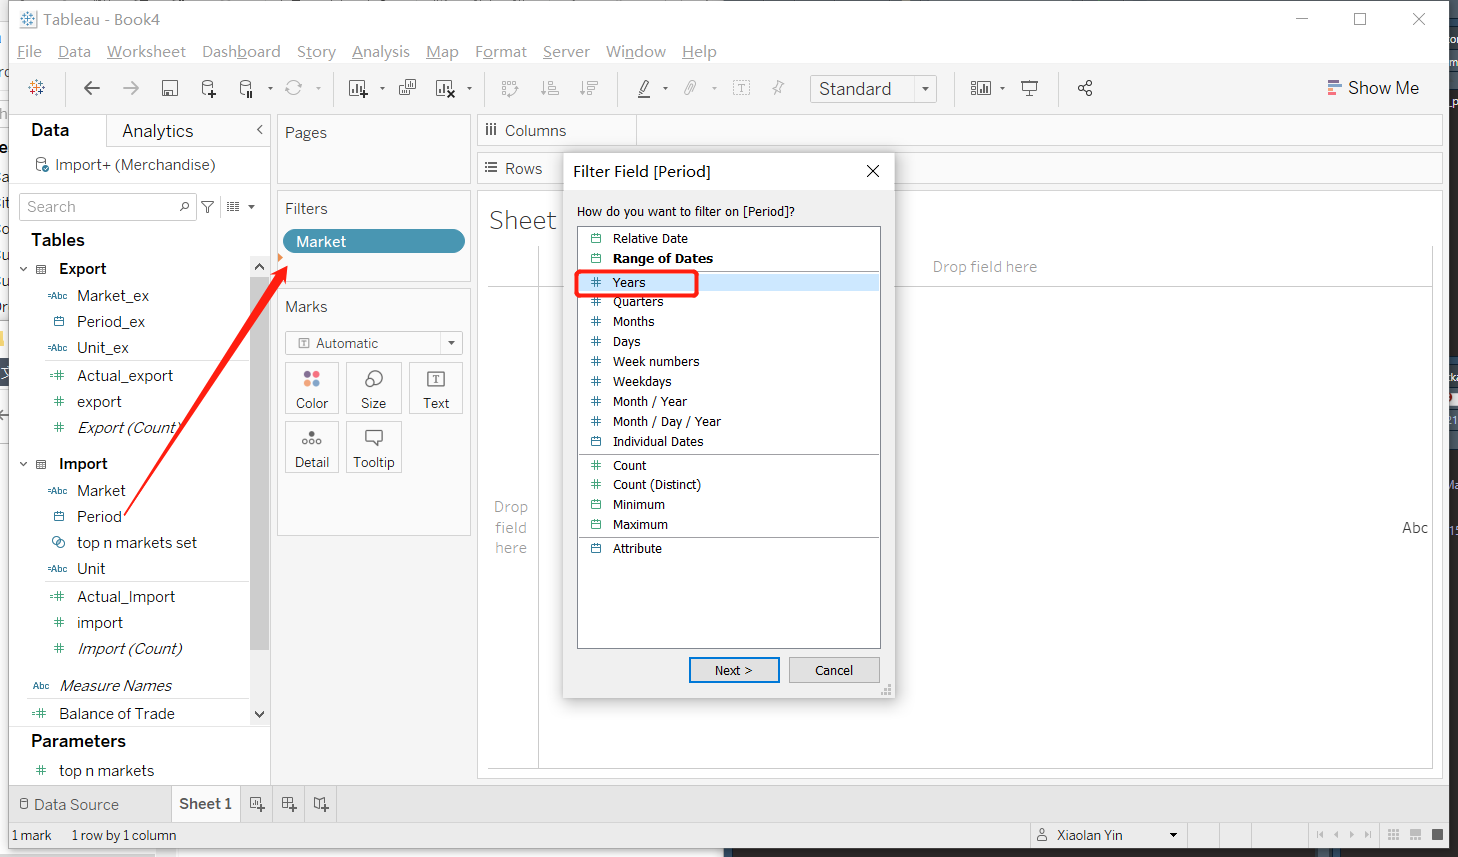 Tableau - Book4
File Data Worksheet Dashboard Story Analysis Map Format Server Window Help
Standard
Show Me
Data Analytics
Import+ (Merchandise)
Search
Tables
Export
Abc Market_ex
Period_ex
Abc Unit_ex
Actual_export
export
Export (Count)
Import
Abc Market
Period
top n markets set
Abc Unit
Actual_Import
import
Import (Count)
Abc Measure Names
Balance of Trade
Parameters
top n markets
Pages
Filters
Market
Marks
Automatic
Color Size Text
Detail Tooltip
Columns
Rows
Sheet
Drop field here
Drop
field
here
Abc
Filter Field [Period]
How do you want to filter on [Period]?
Relative Date
Range of Dates
Years
Quarters
Months
Days
Week numbers
Weekdays
Month / Year
Month / Day / Year
Individual Dates
Count
Count (Distinct)
Minimum
Maximum
Attribute
Next >
Cancel
Data Source Sheet 1
1 mark 1 row by 1 column
Xiaolan Yin